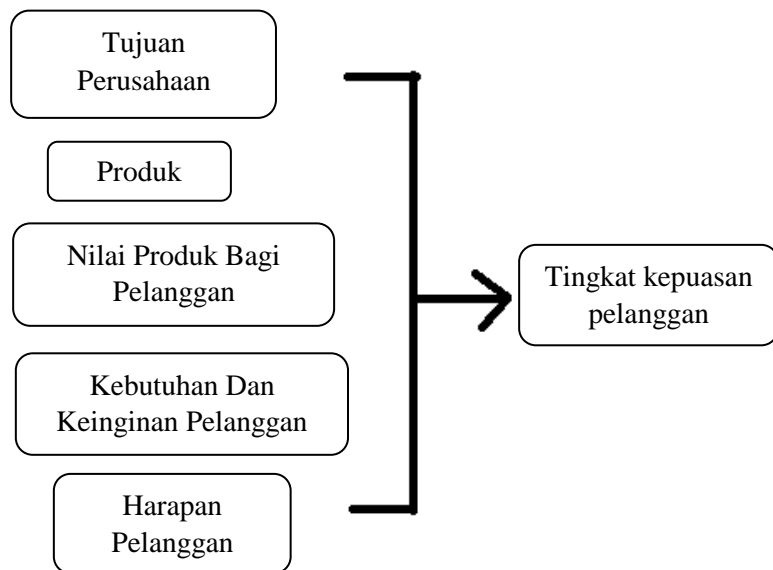 Tujuan
Perusahaan
Produk
Nilai Produk Bagi
Pelanggan
Kebutuhan Dan
Keinginan Pelanggan
Harapan
Pelanggan
Tingkat kepuasan
pelanggan